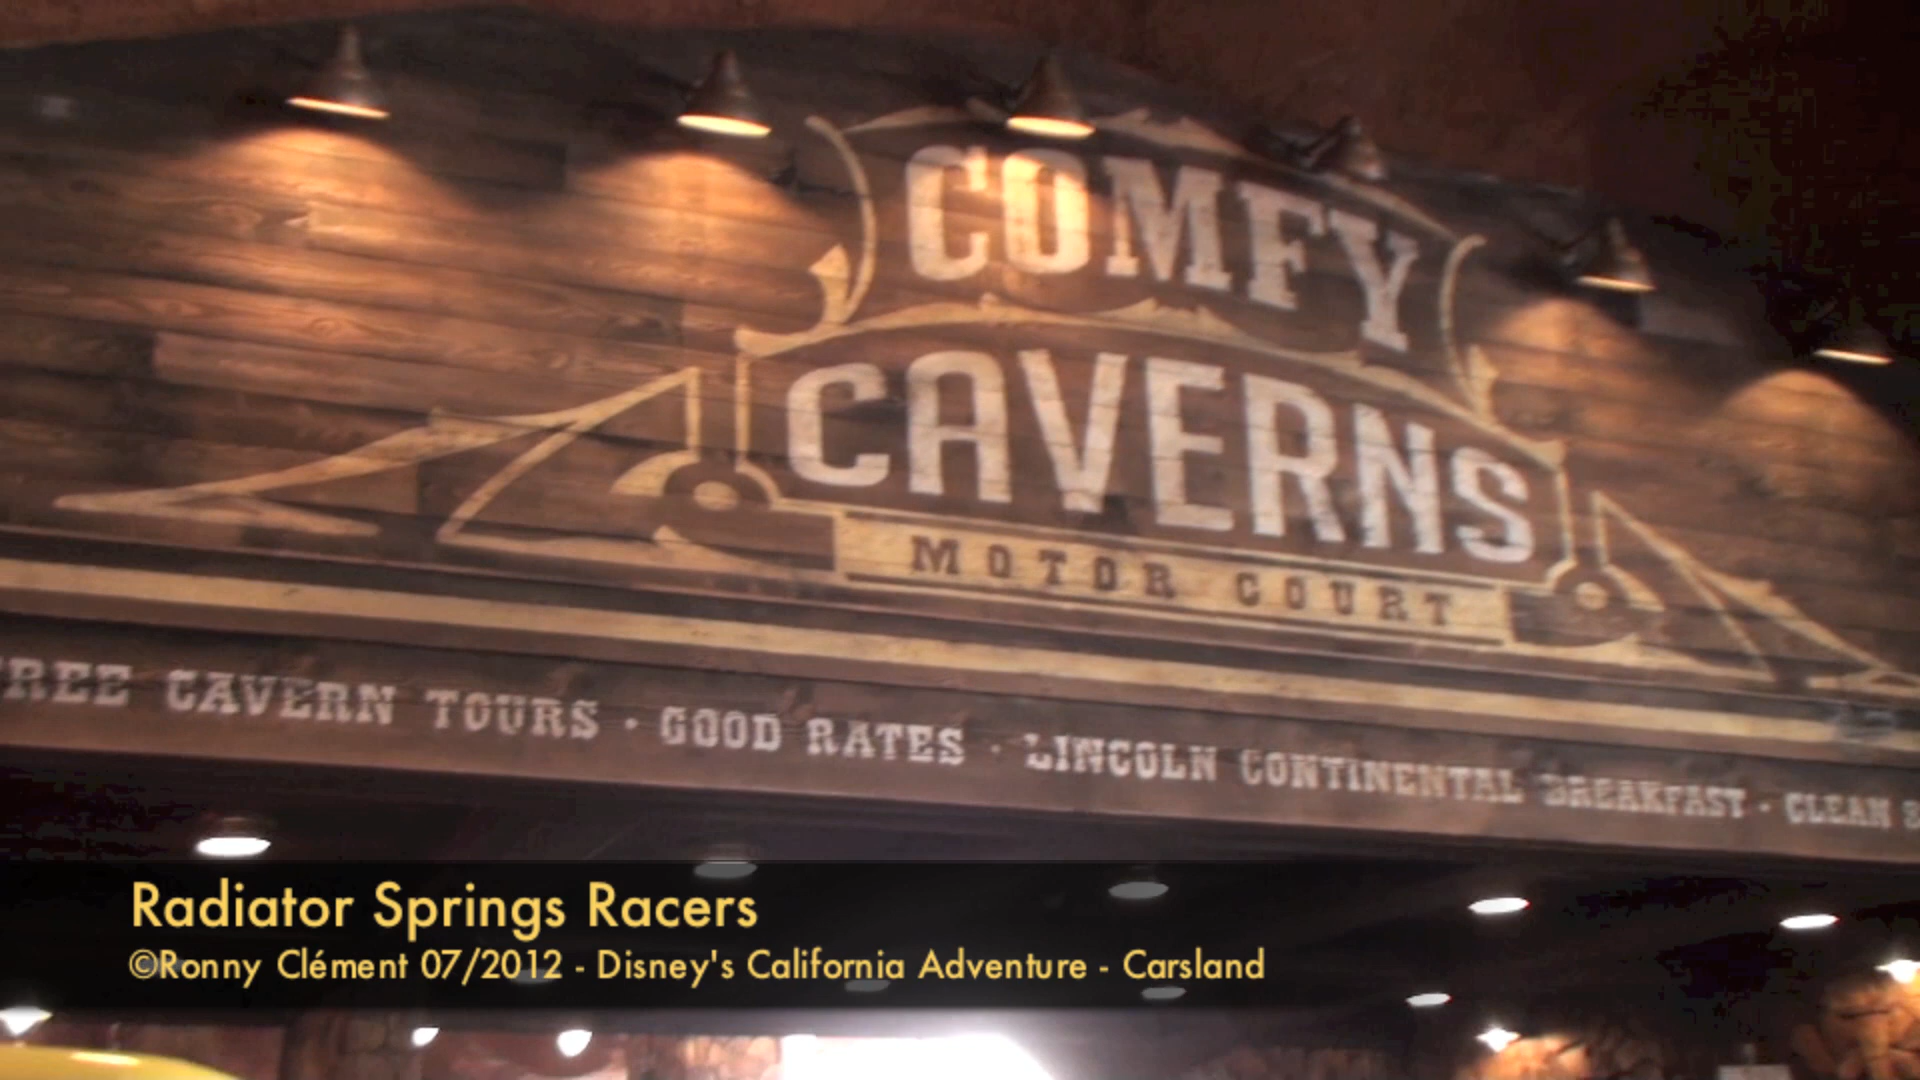 COMFY
CAVERNS
MOTOR COURT
REE CAVERN TOURS · GOOD RATES · LINCOLN CONTINENTAL BREAKFAST · CLEAN
Radiator Springs Racers
©Ronny Clément 07/2012 - Disney's California Adventure - Carsland